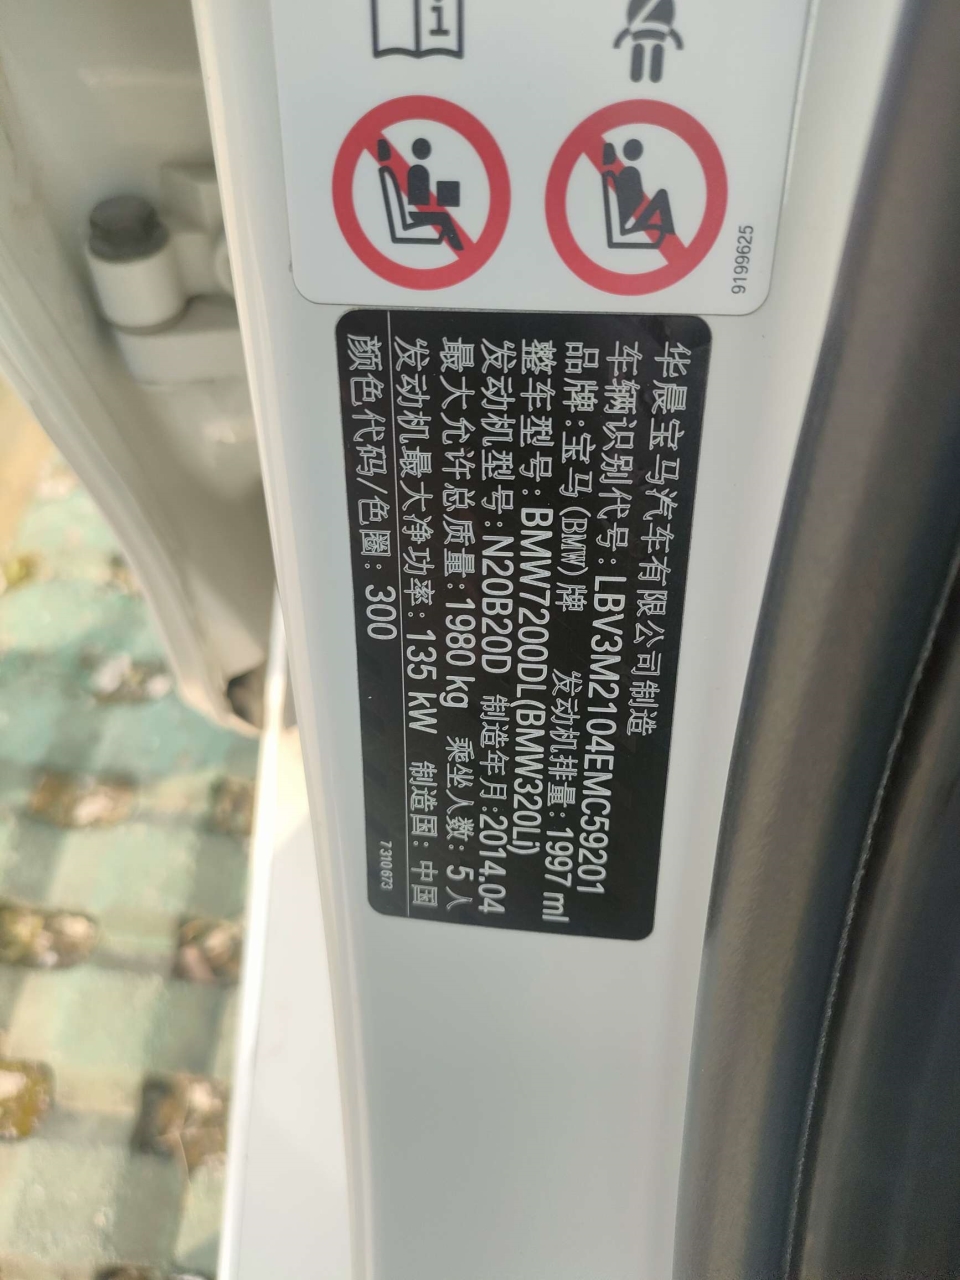 i
9199625
华晨宝马汽车有限公司制造
车辆识别代号:LBV3M2104EMC59201
品牌:宝马(BMW)牌 发动机排量:1997 ml
整车型号:BMW7200DL(BMW320Li)
发动机型号:N20B20D 制造年月:2014.04
最大允许总质量:1980 kg 乘坐人数:5人
发动机最大净功率:135 kW 制造国:中国
颜色代码/色圈:300
7310673